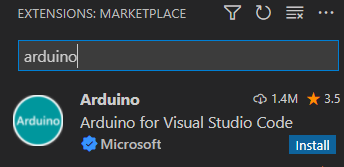 EXTENSIONS: MARKETPLACE
arduino
Arduino
Arduino 1.4M 3.5
Arduino for Visual Studio Code
Microsoft Install